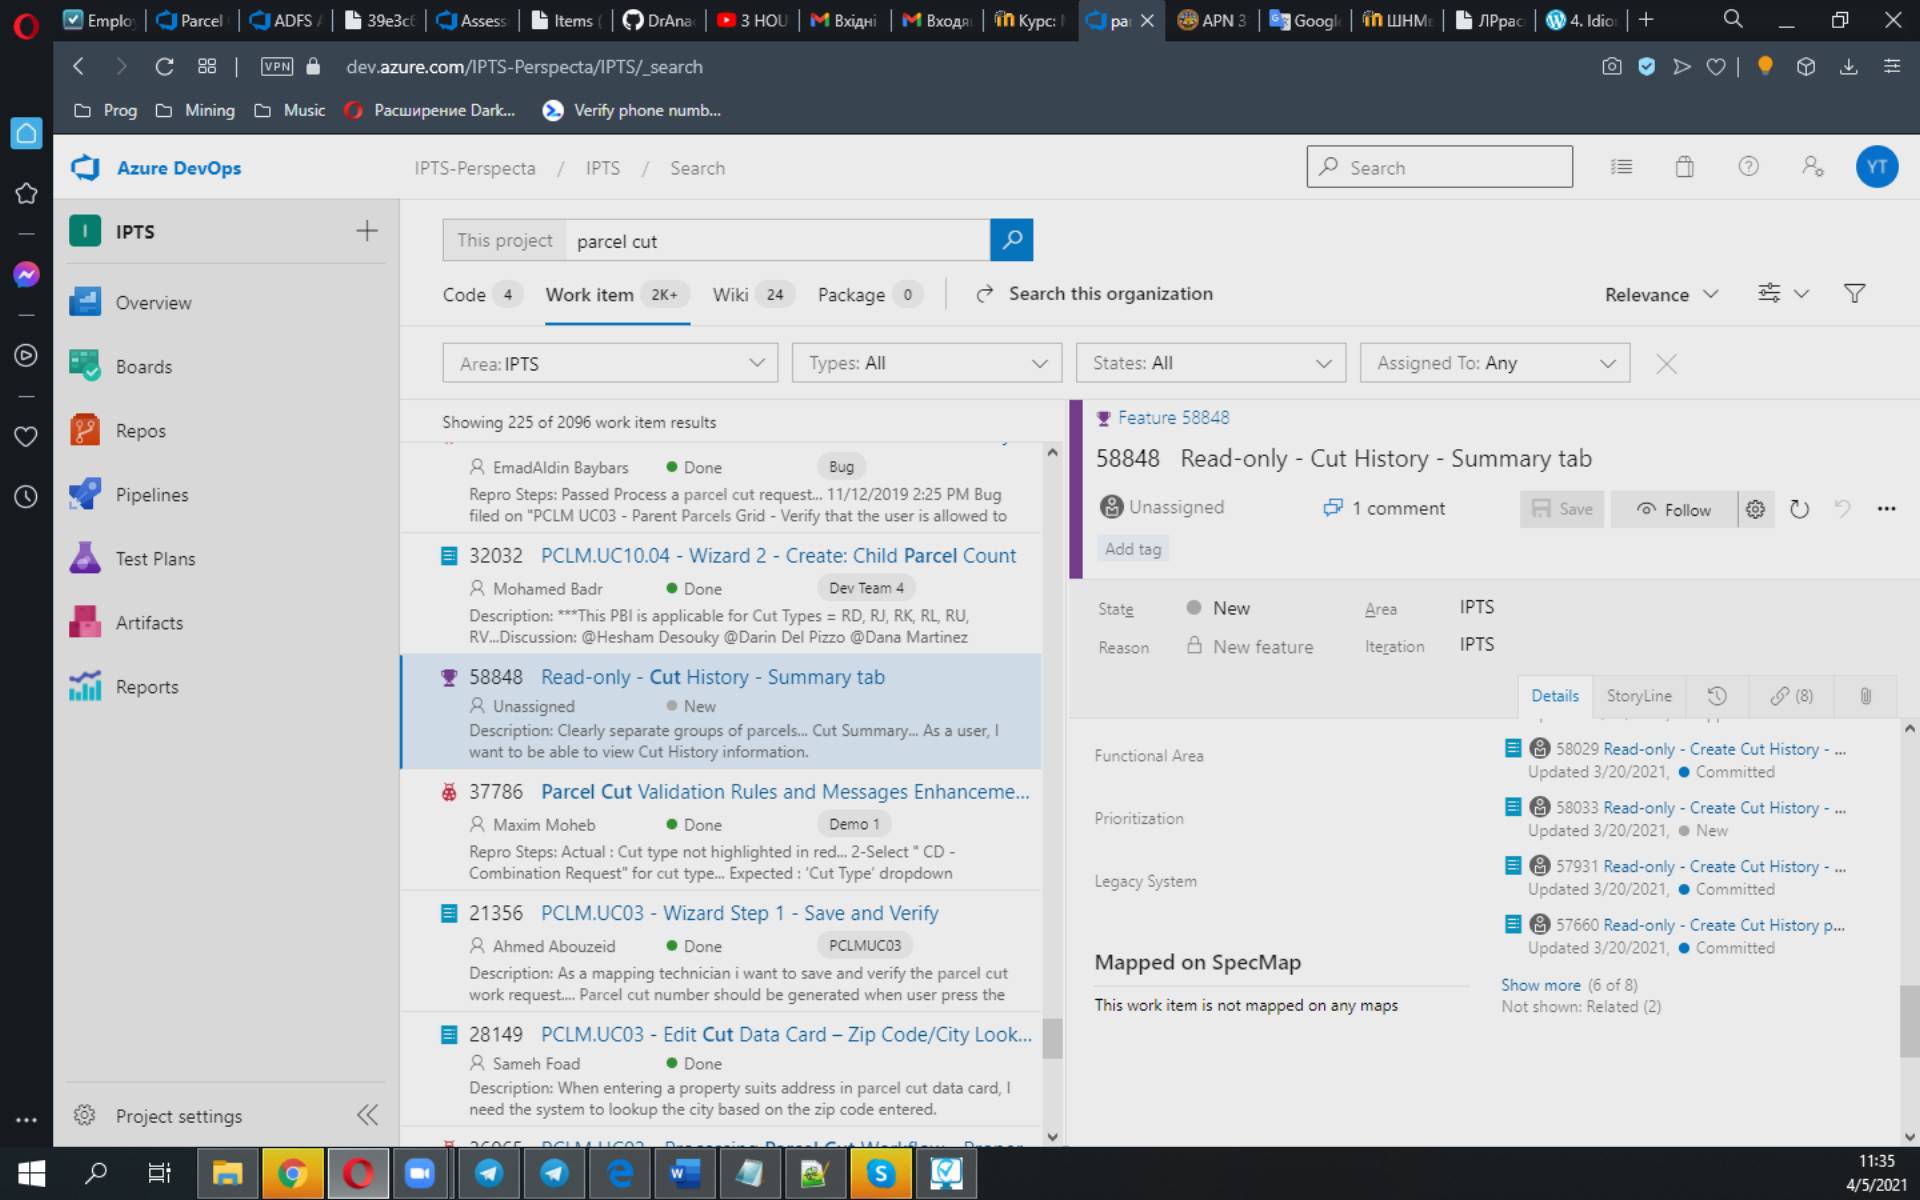 Employ
Parcel
ADFS A
39e3c6
Assess
Items (
DrAna
3 HOU
Вхідні
Входя
Курс: М
pa
APN 3
Google
ШНМ
ЛРрас
4. Idio
VPN
dev.azure.com/IPTS-Perspecta/IPTS/_search
Prog
Mining
Music
Расширение Dark...
Verify phone numb...
Azure DevOps
IPTS-Perspecta / IPTS / Search
Search
YT
I IPTS
Overview
Boards
Repos
Pipelines
Test Plans
Artifacts
Reports
Project settings
This project parcel cut
Code 4 Work item 2K+ Wiki 24 Package 0 Search this organization
Relevance
Area: IPTS
Types: All
States: All
Assigned To: Any
Showing 225 of 2096 work item results
EmadAldin Baybars Done Bug
Repro Steps: Passed Process a parcel cut request... 11/12/2019 2:25 PM Bug
filed on "PCLM UC03 - Parent Parcels Grid - Verify that the user is allowed to
32032 PCLM.UC10.04 - Wizard 2 - Create: Child Parcel Count
Mohamed Badr Done Dev Team 4
Description: ***This PBI is applicable for Cut Types = RD, RJ, RK, RL, RU,
RV...Discussion: @Hesham Desouky @Darin Del Pizzo @Dana Martinez
58848 Read-only - Cut History - Summary tab
Unassigned New
Description: Clearly separate groups of parcels... Cut Summary... As a user, I
want to be able to view Cut History information.
37786 Parcel Cut Validation Rules and Messages Enhanceme...
Maxim Moheb Done Demo 1
Repro Steps: Actual : Cut type not highlighted in red... 2-Select " CD -
Combination Request" for cut type... Expected : 'Cut Type' dropdown
21356 PCLM.UC03 - Wizard Step 1 - Save and Verify
Ahmed Abouzeid Done PCLMUC03
Description: As a mapping technician i want to save and verify the parcel cut
work request.... Parcel cut number should be generated when user press the
28149 PCLM.UC03 - Edit Cut Data Card – Zip Code/City Look...
Sameh Foad Done
Description: When entering a property suits address in parcel cut data card, I
need the system to lookup the city based on the zip code entered.
Feature 58848
58848 Read-only - Cut History - Summary tab
Unassigned 1 comment Save Follow
Add tag
State New Area IPTS
Reason New feature Iteration IPTS
Details StoryLine (8)
Functional Area
Prioritization
Legacy System
Mapped on SpecMap
This work item is not mapped on any maps
58029 Read-only - Create Cut History - ...
Updated 3/20/2021, Committed
58033 Read-only - Create Cut History - ...
Updated 3/20/2021, New
57931 Read-only - Create Cut History - ...
Updated 3/20/2021, Committed
57660 Read-only - Create Cut History p...
Updated 3/20/2021, Committed
Show more (6 of 8)
Not shown: Related (2)
11:35
4/5/2021